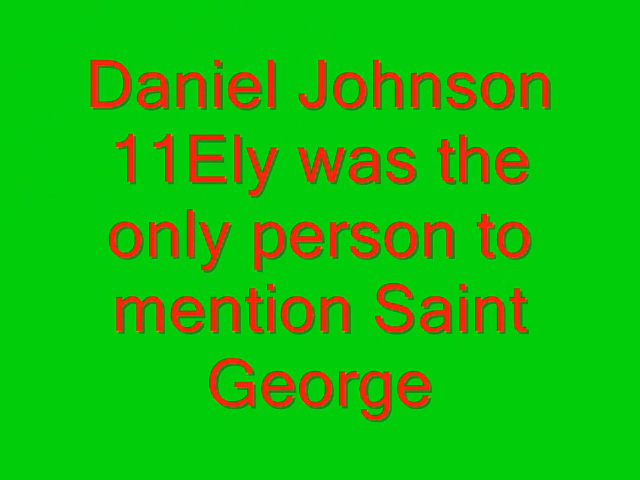 Daniel Johnson
11Ely was the
only person to
mention Saint
George